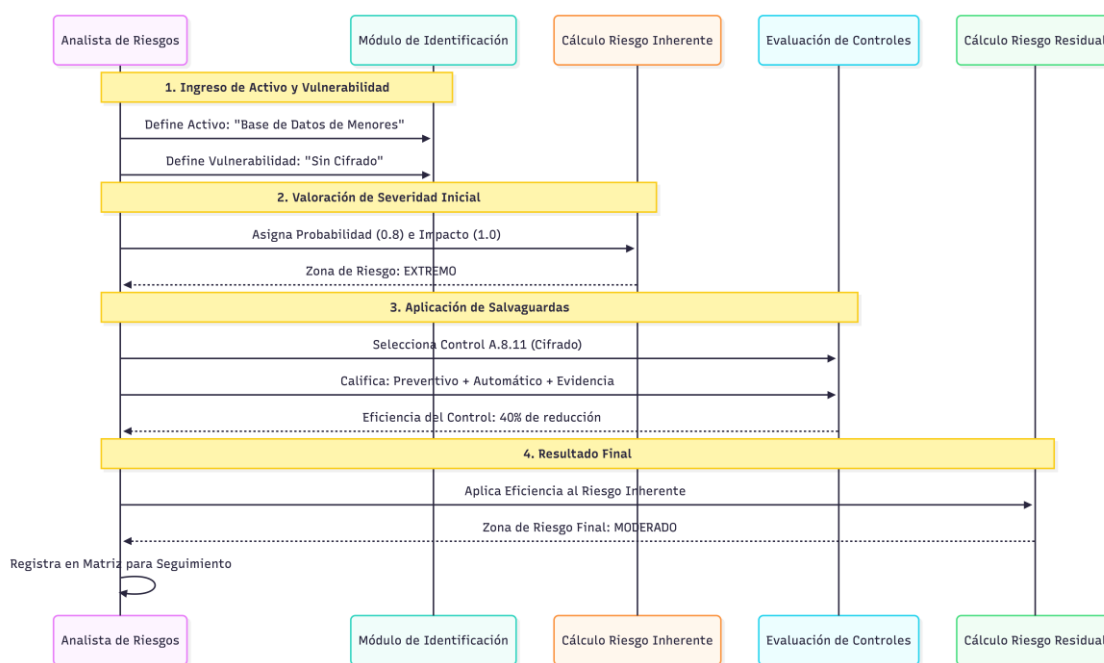 Analista de Riesgos
Módulo de Identificación
Cálculo Riesgo Inherente
Evaluación de Controles
Cálculo Riesgo Residual
1. Ingreso de Activo y Vulnerabilidad
Define Activo: "Base de Datos de Menores"
Define Vulnerabilidad: "Sin Cifrado"
2. Valoración de Severidad Inicial
Asigna Probabilidad (0.8) e Impacto (1.0)
Zona de Riesgo: EXTREMO
3. Aplicación de Salvaguardas
Selecciona Control A.8.11 (Cifrado)
Califica: Preventivo + Automático + Evidencia
Eficiencia del Control: 40% de reducción
4. Resultado Final
Aplica Eficiencia al Riesgo Inherente
Zona de Riesgo Final: MODERADO
Registra en Matriz para Seguimiento
Analista de Riesgos
Módulo de Identificación
Cálculo Riesgo Inherente
Evaluación de Controles
Cálculo Riesgo Residual